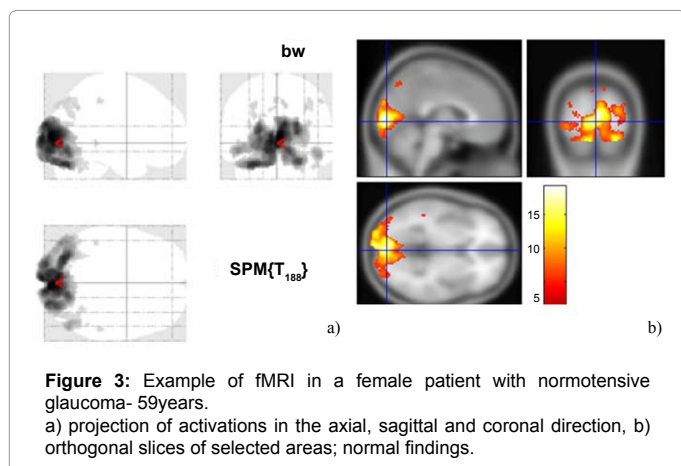 bw
SPM{T188}
15
10
5
a)
b)
Figure 3: Example of fMRI in a female patient with normotensive
glaucoma- 59years.
a) projection of activations in the axial, sagittal and coronal direction, b)
orthogonal slices of selected areas; normal findings.